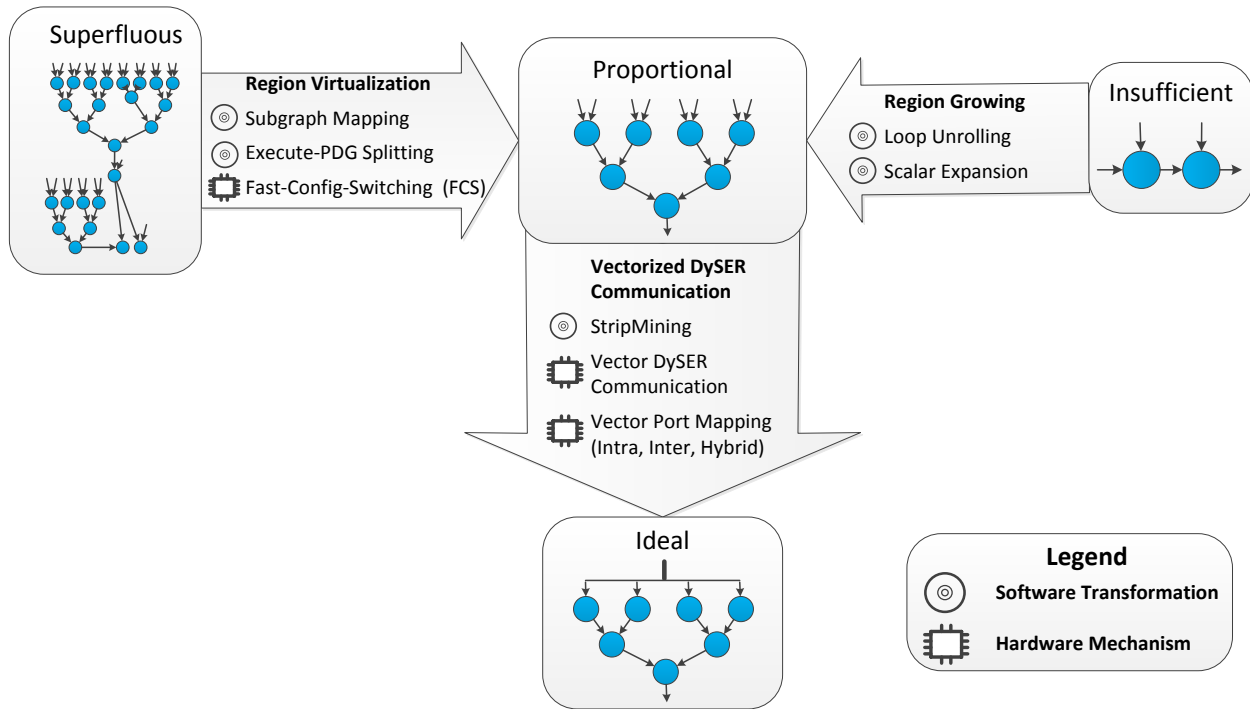 Superfluous
Region Virtualization
Subgraph Mapping
Execute-PDG Splitting
Fast-Config-Switching (FCS)
Proportional
Region Growing
Loop Unrolling
Scalar Expansion
Insufficient
Vectorized DySER
Communication
StripMining
Vector DySER
Communication
Vector Port Mapping
(Intra, Inter, Hybrid)
Ideal
Legend
Software Transformation
Hardware Mechanism